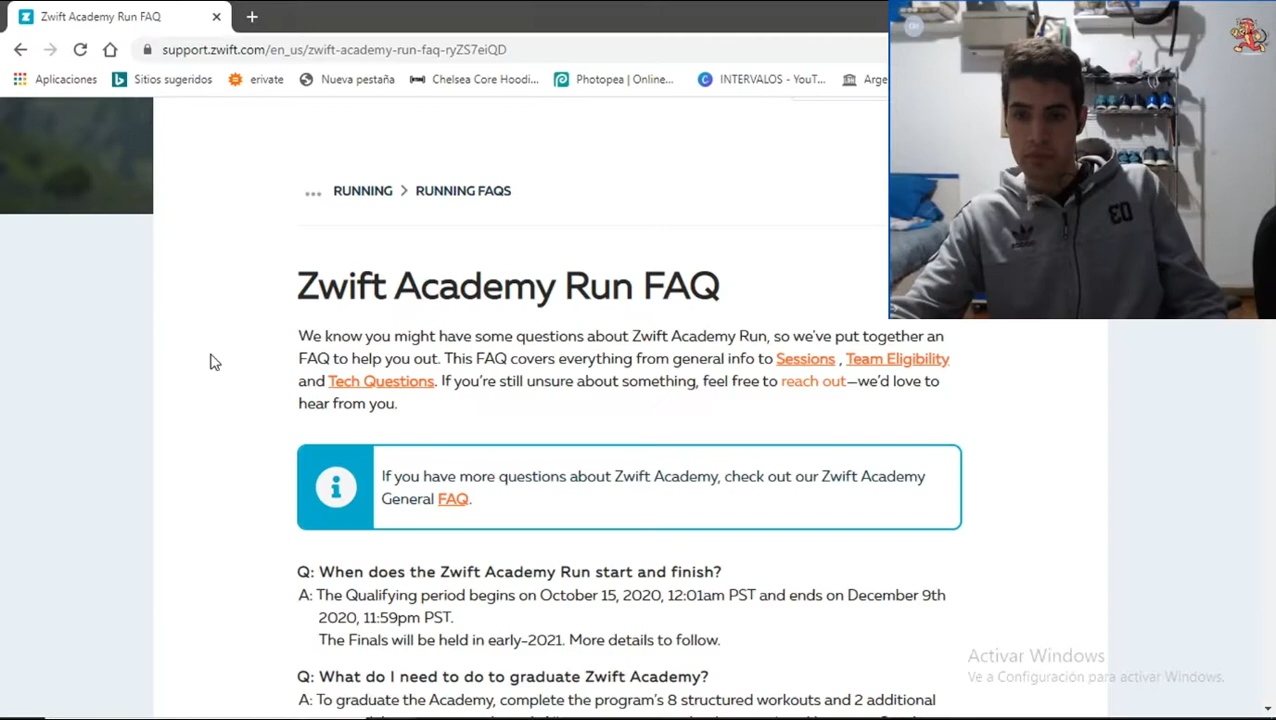 Zwift Academy Run FAQ
support.zwift.com/en_us/zwift-academy-run-faq-ryZS7eiQD
Aplicaciones Sitios sugeridos erivate Nueva pestaña Chelsea Core Hoodi... Photopea | Online... INTERVALOS - YouT... Arge
RUNNING > RUNNING FAQS
Zwift Academy Run FAQ
We know you might have some questions about Zwift Academy Run, so we've put together an
FAQ to help you out. This FAQ covers everything from general info to Sessions , Team Eligibility
and Tech Questions. If you're still unsure about something, feel free to reach out—we'd love to
hear from you.
If you have more questions about Zwift Academy, check out our Zwift Academy
General FAQ.
Q: When does the Zwift Academy Run start and finish?
A: The Qualifying period begins on October 15, 2020, 12:01am PST and ends on December 9th
2020, 11:59pm PST.
The Finals will be held in early-2021. More details to follow.
Q: What do I need to do to graduate Zwift Academy?
A: To graduate the Academy, complete the program's 8 structured workouts and 2 additional
Activar Windows
Ve a Configuración para activar Windows.
03